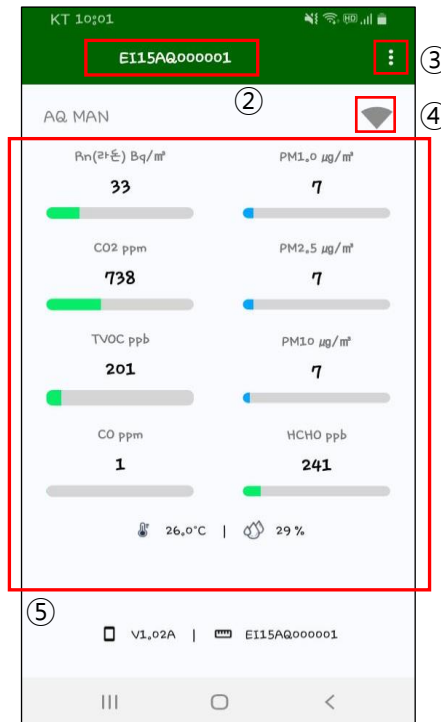 KT 10:01 HD
EI15AQ000001
③
②
④
AQ MAN
Rn(라돈) Bq/㎥ PM1.0 µg/㎥
33 7
CO2 ppm PM2.5 µg/㎥
738 7
TVOC ppb PM10 µg/㎥
201 7
CO ppm HCHO ppb
1 241
26.0°C | 29 %
⑤
V1.02A | EI15AQ000001